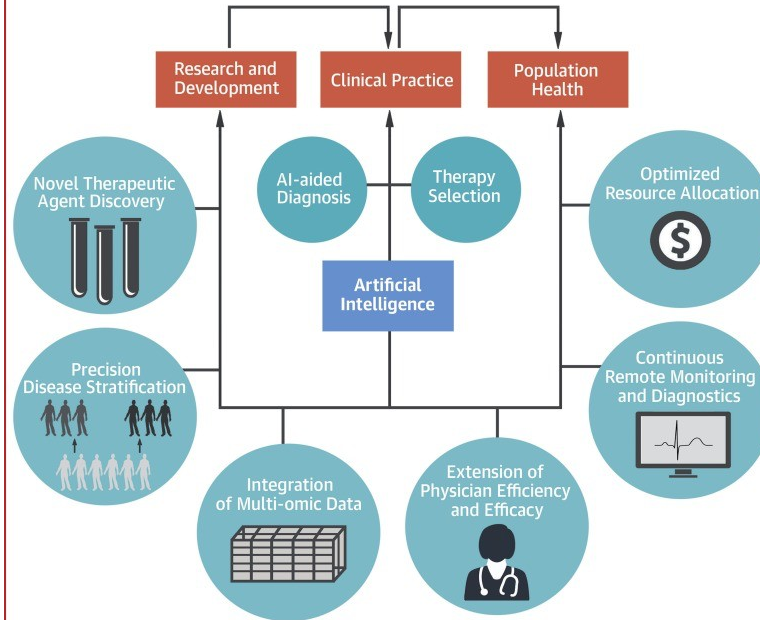 Research and
Development
Clinical Practice
Population
Health
Novel Therapeutic
Agent Discovery
AI-aided
Diagnosis
Therapy
Selection
Optimized
Resource Allocation
$
Artificial
Intelligence
Precision
Disease Stratification
Continuous
Remote Monitoring
and Diagnostics
Integration
of Multi-omic Data
Extension of
Physician Efficiency
and Efficacy